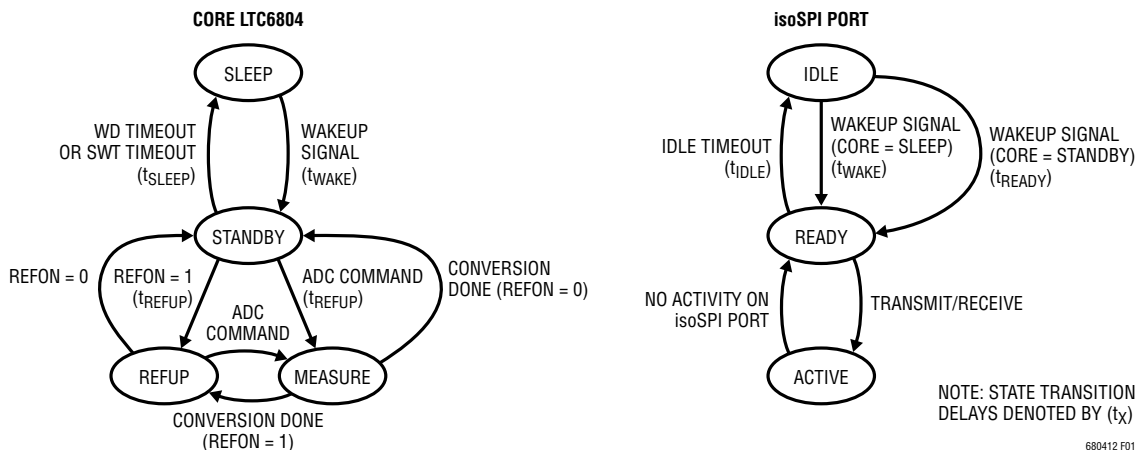 CORE LTC6804
SLEEP
WD TIMEOUT
OR SWT TIMEOUT
(tSLEEP)
WAKEUP
SIGNAL
(tWAKE)
STANDBY
REFON = 0
REFON = 1
(tREFUP)
ADC COMMAND
(tREFUP)
CONVERSION
DONE (REFON = 0)
ADC
COMMAND
REFUP
MEASURE
CONVERSION DONE
(REFON = 1)
isoSPI PORT
IDLE
IDLE TIMEOUT
(tIDLE)
WAKEUP SIGNAL
(CORE = SLEEP)
(tWAKE)
WAKEUP SIGNAL
(CORE = STANDBY)
(tREADY)
READY
NO ACTIVITY ON
isoSPI PORT
TRANSMIT/RECEIVE
ACTIVE
NOTE: STATE TRANSITION
DELAYS DENOTED BY (tX)
680412 F01